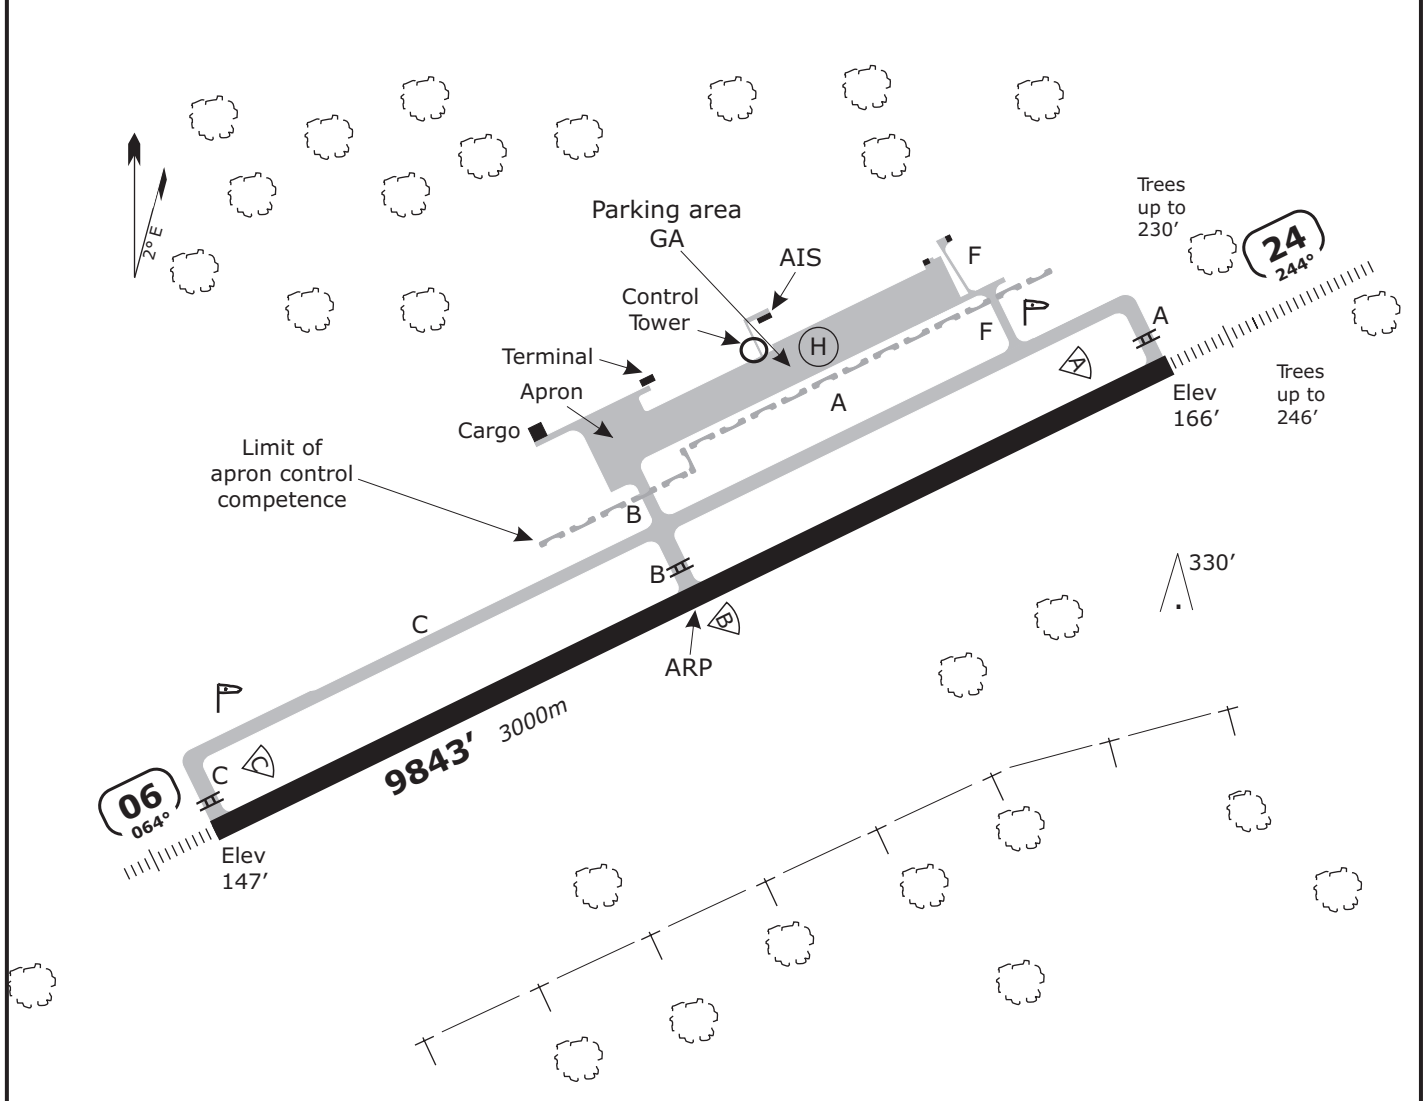 Trees
up to
230’
24
244°
2° E
Parking area
GA
AIS
Control
Tower
F
Terminal
H
F
A
A
Apron
Elev
166’
Trees
up to
246’
A
Cargo
Limit of
apron control
competence
B
B
330’
B
C
ARP
3000m
9843’
C
C
06
064°
Elev
147’